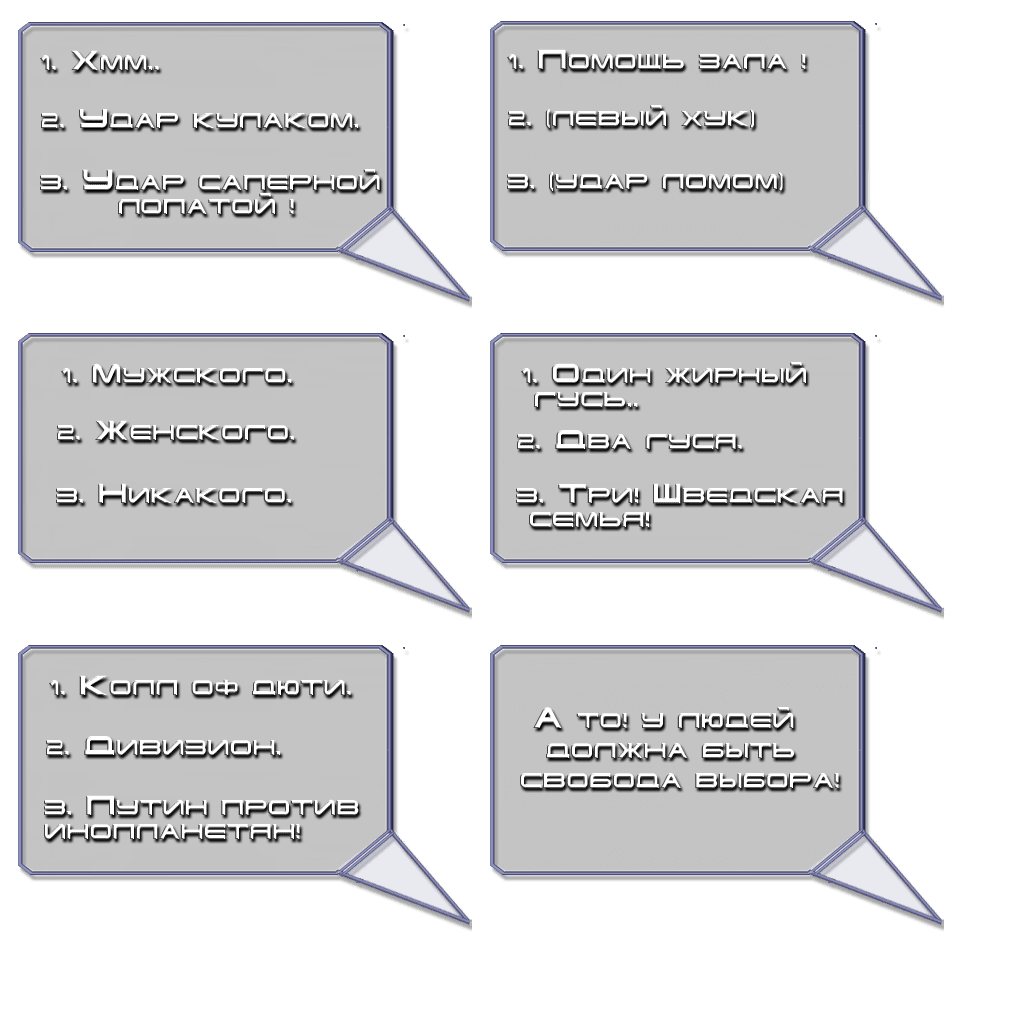 1. Хмм..
2. Удар кулаком.
3. Удар саперной
лопатой !
1. Помощь зала !
2. (левый хук)
3. (удар ломом)
1. Мужского.
2. Женского.
3. Никакого.
1. Один жирный
гусь..
2. Два гуся.
3. Три! Шведская
семья!
1. Колл оф дюти.
2. Дивизион.
3. Путин против
инопланетян!
А то! У людей
должна быть
свобода выбора!